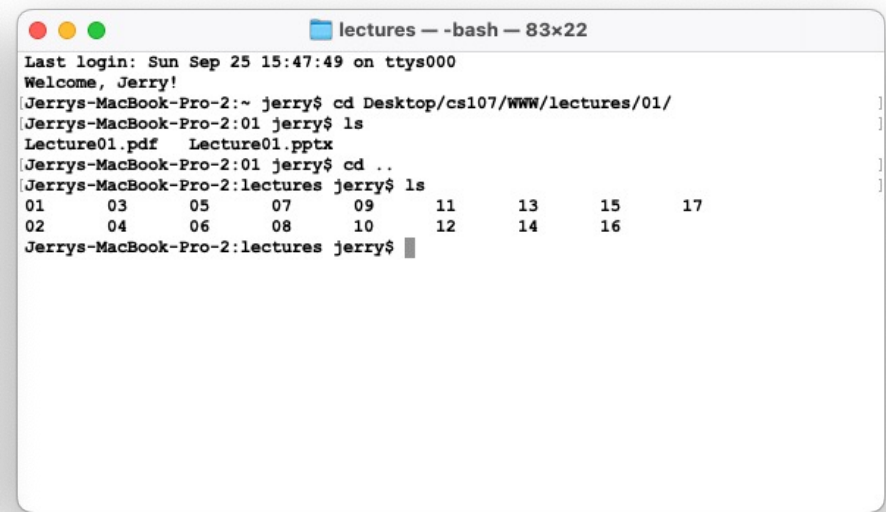 lectures — -bash — 83×22
Last login: Sun Sep 25 15:47:49 on ttys000
Welcome, Jerry!
[Jerrys-MacBook-Pro-2:~ jerry$ cd Desktop/cs107/WWW/lectures/01/ ]
[Jerrys-MacBook-Pro-2:01 jerry$ ls ]
Lecture01.pdf Lecture01.pptx
[Jerrys-MacBook-Pro-2:01 jerry$ cd .. ]
[Jerrys-MacBook-Pro-2:lectures jerry$ ls ]
01 03 05 07 09 11 13 15 17
02 04 06 08 10 12 14 16
Jerrys-MacBook-Pro-2:lectures jerry$